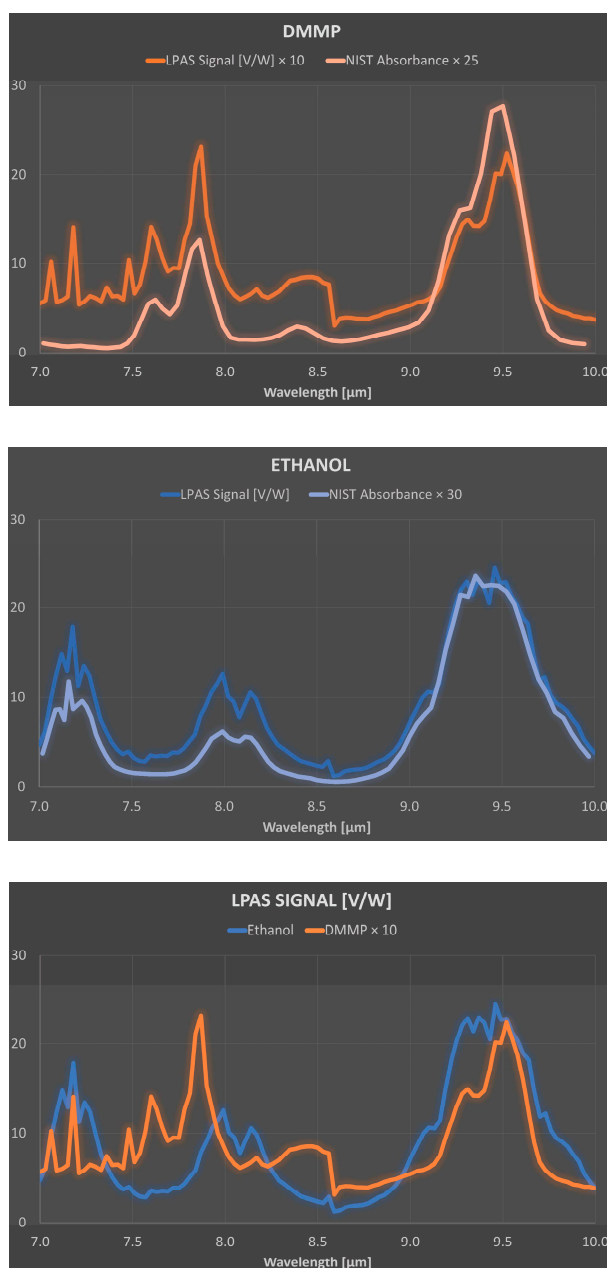 DMMP
LPAS Signal [V/W] × 10 NIST Absorbance × 25
30
20
10
0
7.0 7.5 8.0 8.5 9.0 9.5 10.0
Wavelength [µm]
ETHANOL
LPAS Signal [V/W] NIST Absorbance × 30
30
20
10
0
7.0 7.5 8.0 8.5 9.0 9.5 10.0
Wavelength [µm]
LPAS SIGNAL [V/W]
Ethanol DMMP × 10
30
20
10
0
7.0 7.5 8.0 8.5 9.0 9.5 10.0
Wavelength [µm]